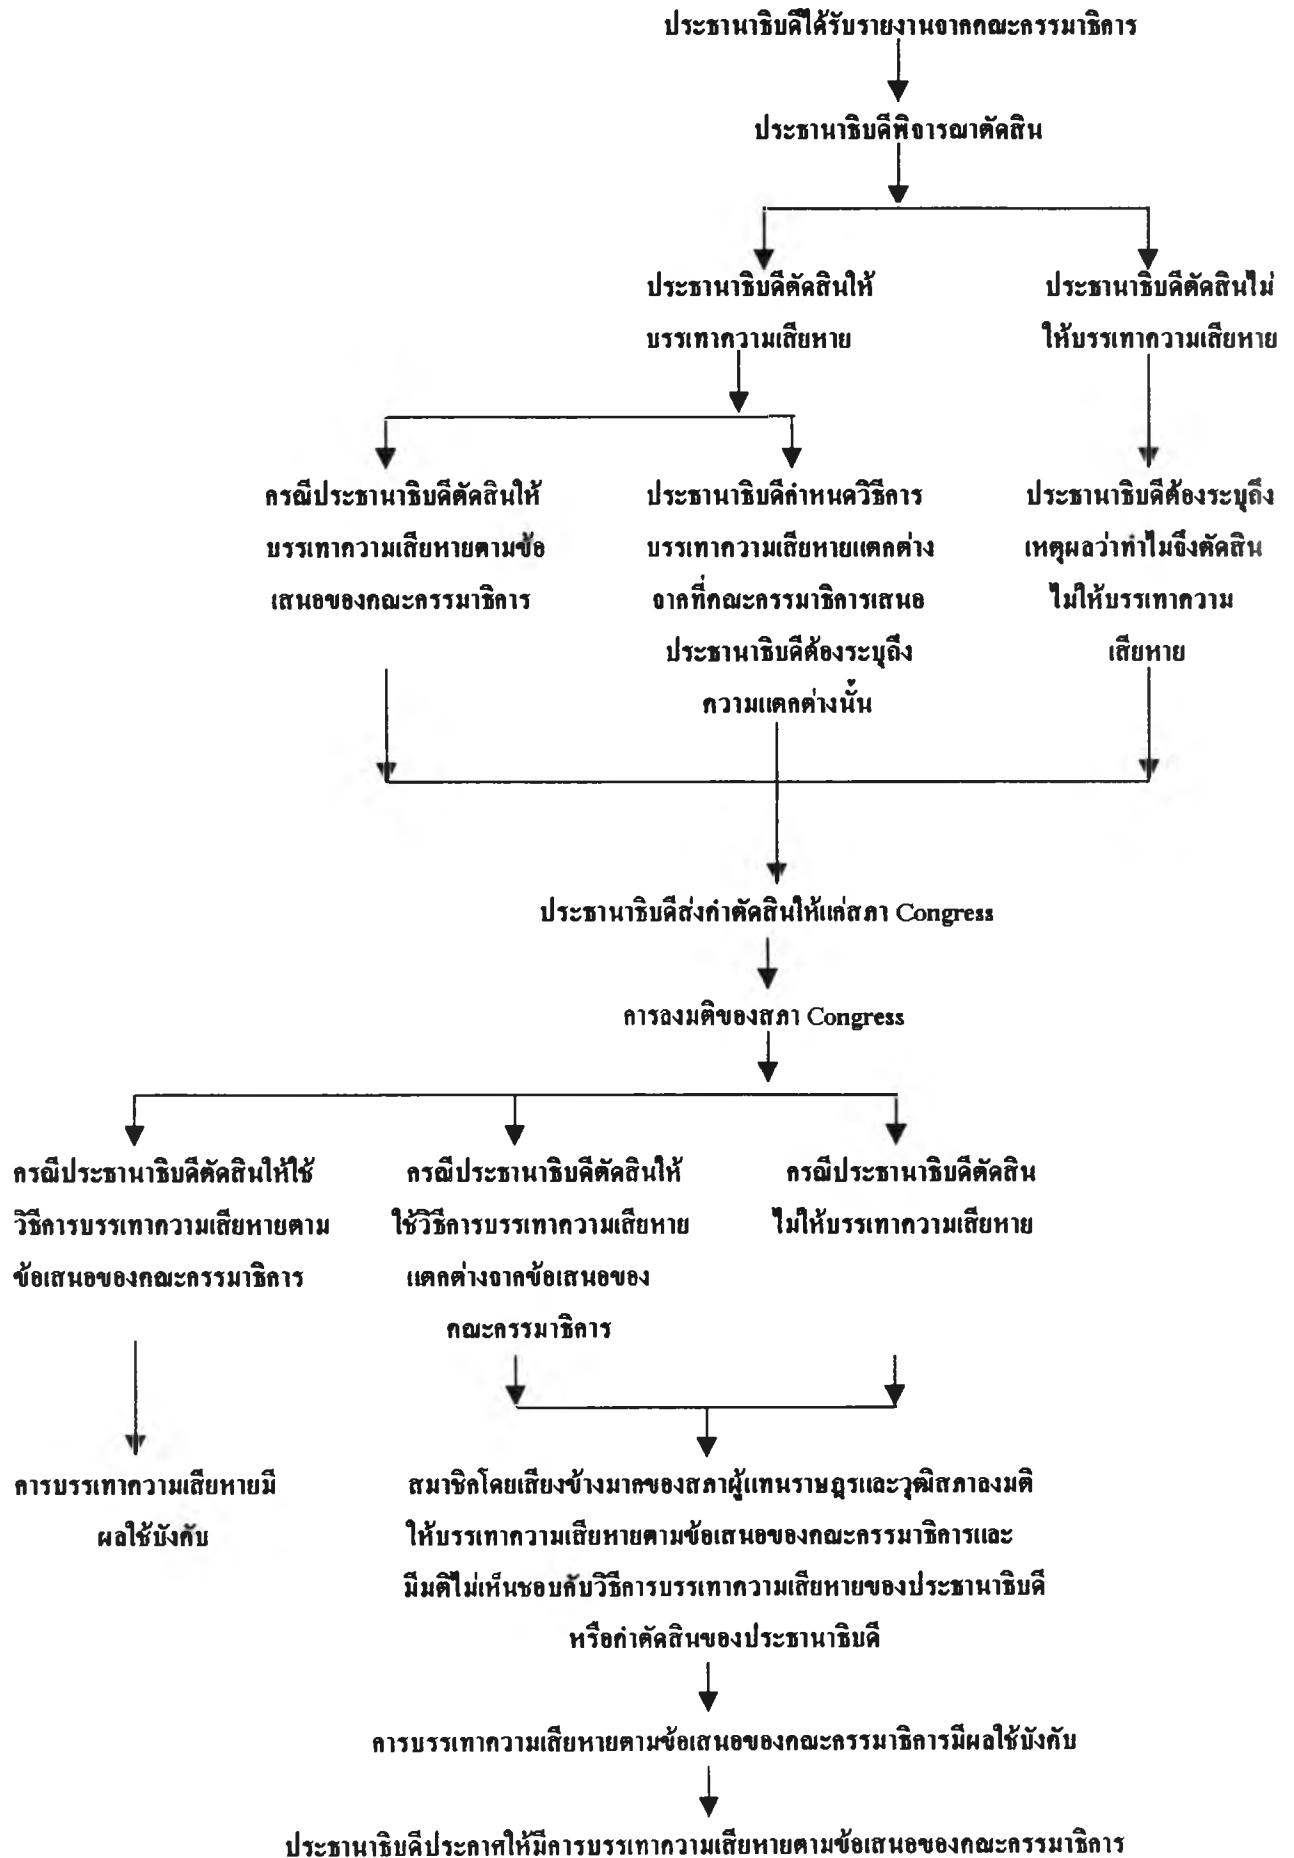 ประธานาธิบดีได้รับรายงานจากคณะกรรมาธิการ
ประธานาธิบดีพิจารณาตัดสิน
ประธานาธิบดีตัดสินให้
บรรเทาความเสียหาย
ประธานาธิบดีตัดสินไม่
ให้บรรเทาความเสียหาย
กรณีประธานาธิบดีตัดสินให้
บรรเทาความเสียหายตามข้อ
เสนอของคณะกรรมาธิการ
ประธานาธิบดีกำหนดวิธีการ
บรรเทาความเสียหายแตกต่าง
จากที่คณะกรรมาธิการเสนอ
ประธานาธิบดีต้องระบุถึง
ความแตกต่างนั้น
ประธานาธิบดีต้องระบุถึง
เหตุผลว่าทำไมจึงตัดสิน
ไม่ให้บรรเทาความ
เสียหาย
ประธานาธิบดีส่งคำตัดสินให้แก่สภา Congress
การลงมติของสภา Congress
กรณีประธานาธิบดีตัดสินให้ใช้
วิธีการบรรเทาความเสียหายตาม
ข้อเสนอของคณะกรรมาธิการ
กรณีประธานาธิบดีตัดสินให้
ใช้วิธีการบรรเทาความเสียหาย
แตกต่างจากข้อเสนอของ
คณะกรรมาธิการ
กรณีประธานาธิบดีตัดสิน
ไม่ให้บรรเทาความเสียหาย
การบรรเทาความเสียหายมี
ผลใช้บังคับ
สมาชิกโดยเสียงข้างมากของสภาผู้แทนราษฎรและวุฒิสภาลงมติ
ให้บรรเทาความเสียหายตามข้อเสนอของคณะกรรมาธิการและ
มีมติไม่เห็นชอบกับวิธีการบรรเทาความเสียหายของประธานาธิบดี
หรือคำตัดสินของประธานาธิบดี
การบรรเทาความเสียหายตามข้อเสนอของคณะกรรมาธิการมีผลใช้บังคับ
ประธานาธิบดีประกาศให้มีการบรรเทาความเสียหายตามข้อเสนอของคณะกรรมาธิการ